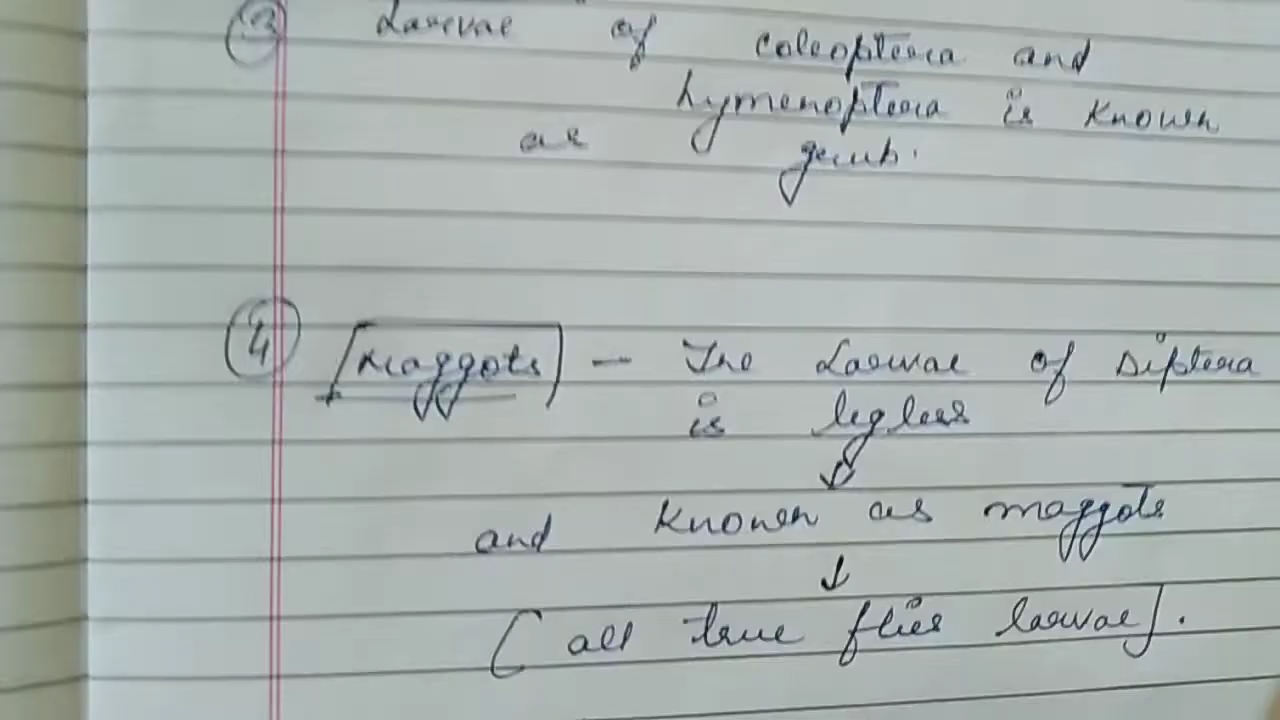 ③ Larvae of coleoptera and
hymenoptera is known
as grub.
④ [Maggots] — The Larvae of Diptera
is legless
↓
and known as maggots
↓
[all true flies larvae].